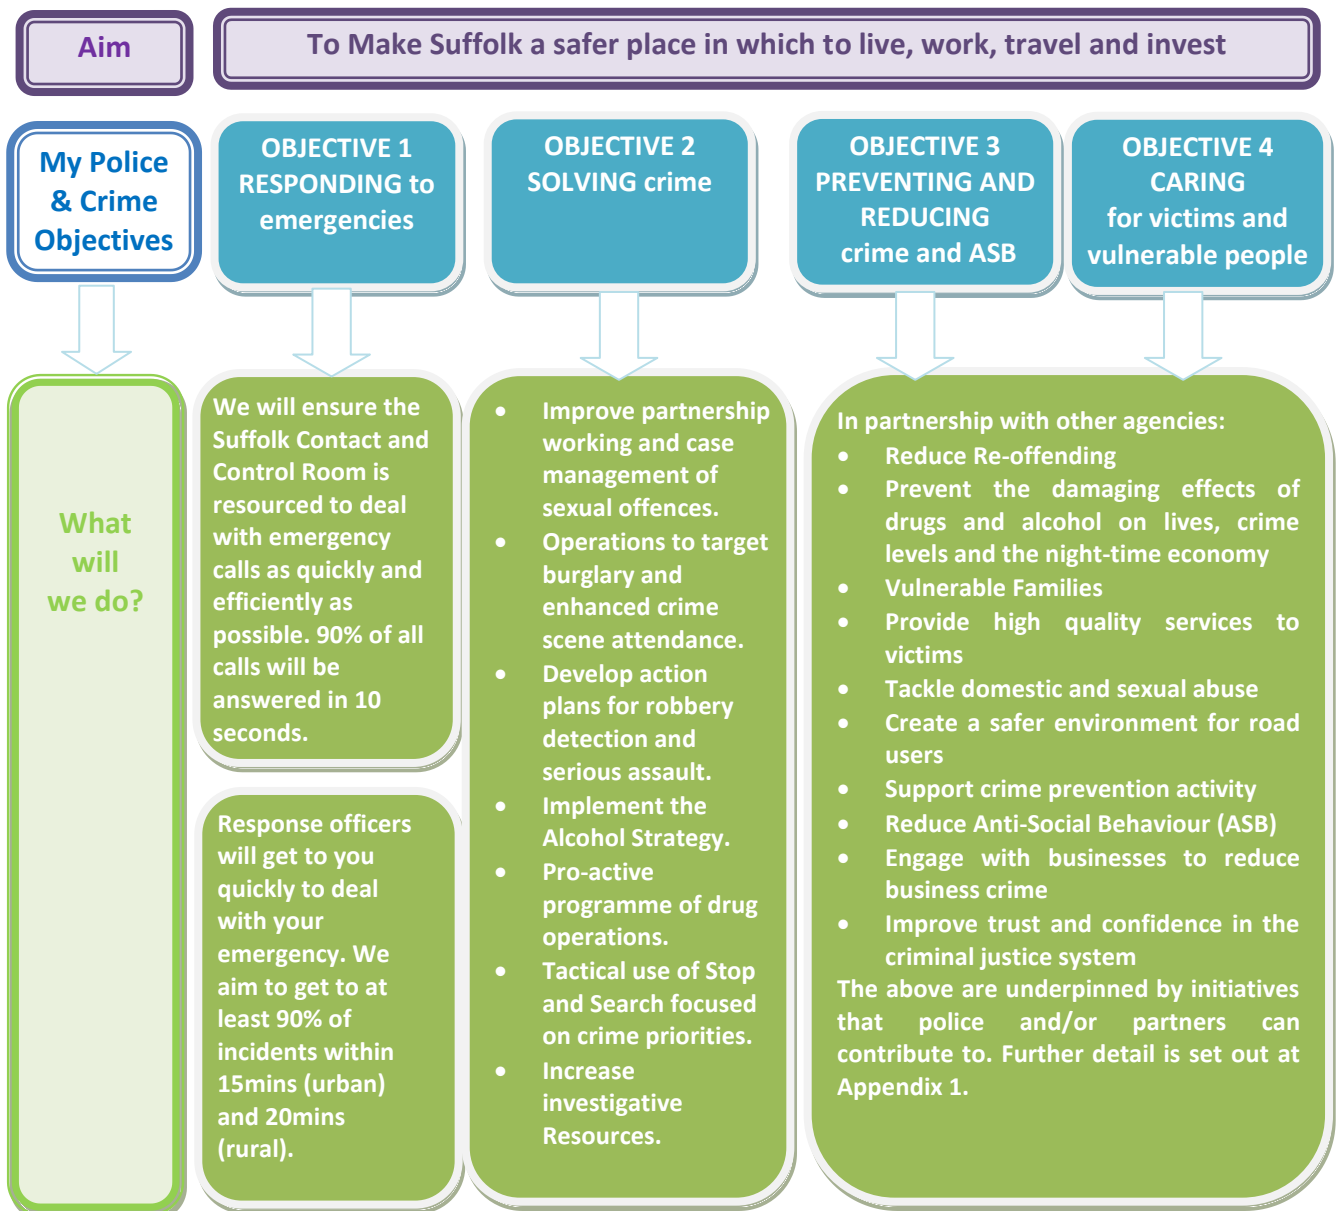 Aim
To Make Suffolk a safer place in which to live, work, travel and invest
My Police
& Crime
Objectives
OBJECTIVE 1
RESPONDING to
emergencies
OBJECTIVE 2
SOLVING crime
OBJECTIVE 3
PREVENTING AND
REDUCING
crime and ASB
OBJECTIVE 4
CARING
for victims and
vulnerable people
What
will
we do?
We will ensure the
Suffolk Contact and
Control Room is
resourced to deal
with emergency
calls as quickly and
efficiently as
possible. 90% of all
calls will be
answered in 10
seconds.
Response officers
will get to you
quickly to deal
with your
emergency. We
aim to get to at
least 90% of
incidents within
15mins (urban)
and 20mins
(rural).
• Improve partnership
working and case
management of
sexual offences.
• Operations to target
burglary and
enhanced crime
scene attendance.
• Develop action
plans for robbery
detection and
serious assault.
• Implement the
Alcohol Strategy.
• Pro-active
programme of drug
operations.
• Tactical use of Stop
and Search focused
on crime priorities.
• Increase
investigative
Resources.
In partnership with other agencies:
• Reduce Re-offending
• Prevent the damaging effects of
drugs and alcohol on lives, crime
levels and the night-time economy
• Vulnerable Families
• Provide high quality services to
victims
• Tackle domestic and sexual abuse
• Create a safer environment for road
users
• Support crime prevention activity
• Reduce Anti-Social Behaviour (ASB)
• Engage with businesses to reduce
business crime
• Improve trust and confidence in the
criminal justice system
The above are underpinned by initiatives
that police and/or partners can
contribute to. Further detail is set out at
Appendix 1.